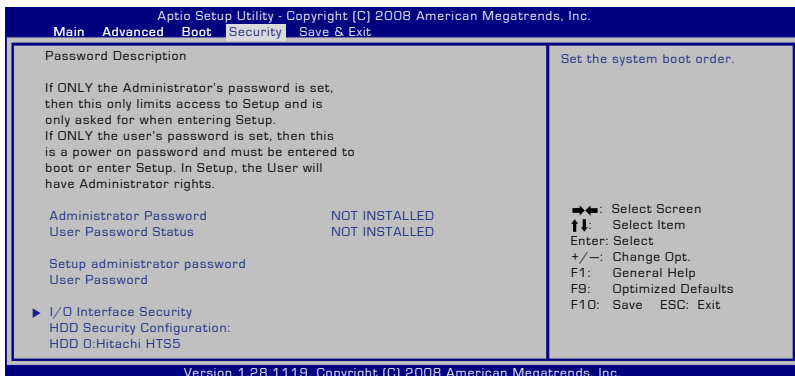 Aptio Setup Utility - Copyright (C) 2008 American Megatrends, Inc.
Main Advanced Boot Security Save & Exit
Password Description
If ONLY the Administrator's password is set,
then this only limits access to Setup and is
only asked for when entering Setup.
If ONLY the user's password is set, then this
is a power on password and must be entered to
boot or enter Setup. In Setup, the User will
have Administrator rights.
Administrator Password NOT INSTALLED
User Password Status NOT INSTALLED
Setup administrator password
User Password
I/O Interface Security
HDD Security Configuration:
HDD 0:Hitachi HTS5
Set the system boot order.
→←: Select Screen
↑↓: Select Item
Enter: Select
+/—: Change Opt.
F1: General Help
F9: Optimized Defaults
F10: Save ESC: Exit
Version 1.28.1119. Copyright (C) 2008 American Megatrends, Inc.